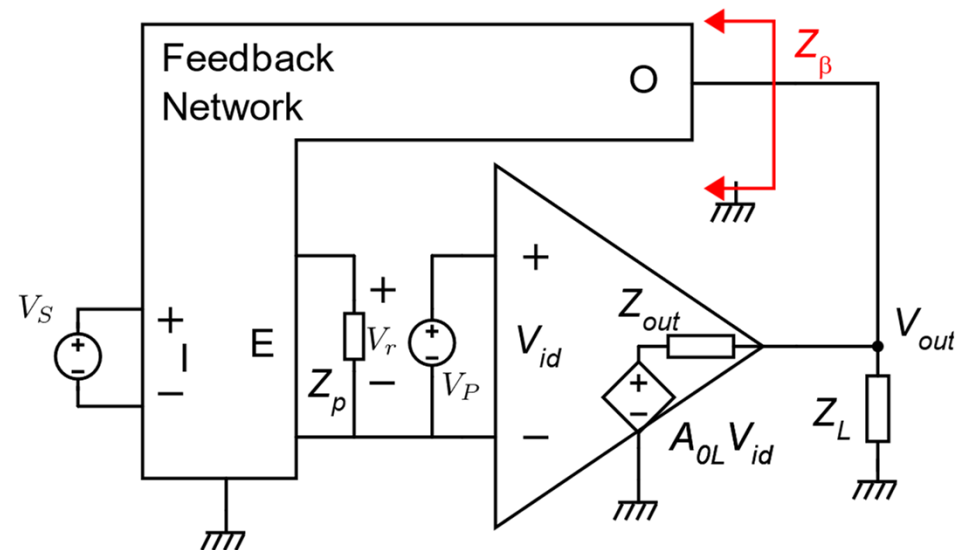 Feedback
Network
O
Zβ
VS
+
I
−
E
+
Vr
−
Zp
+
-
VP
+
Vid
−
Zout
+
-
A0LVid
Vout
ZL
+
-